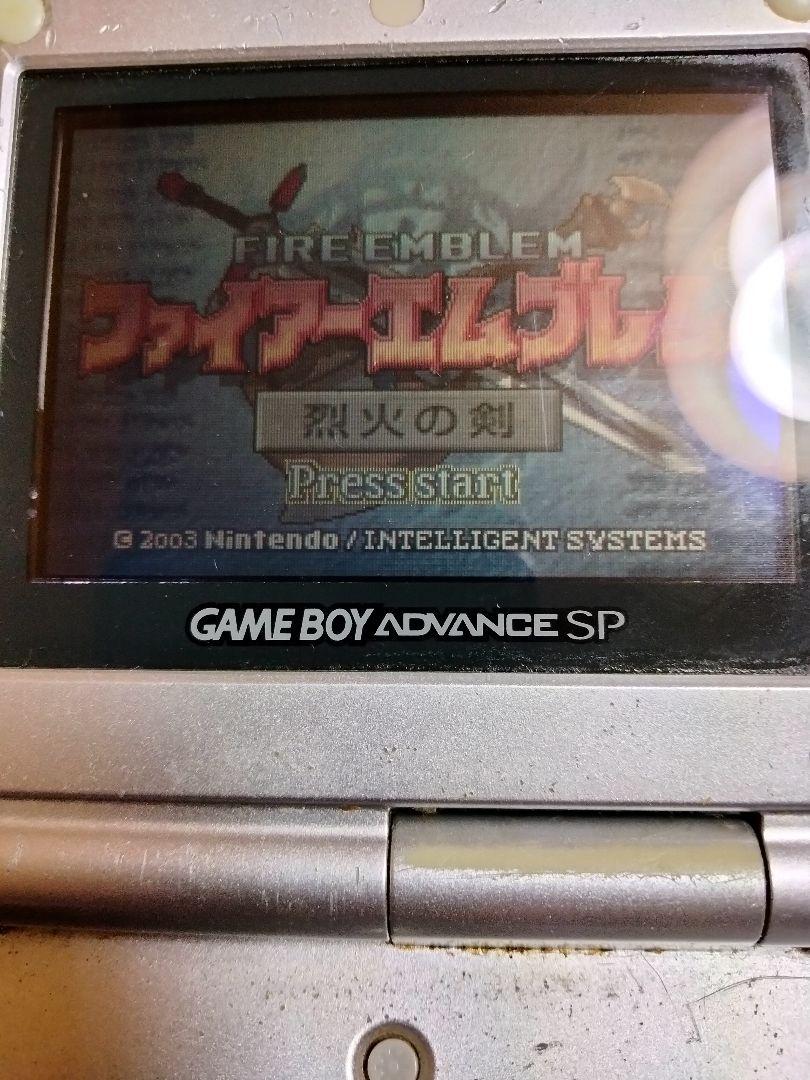 FIRE EMBLEM
ファイアーエムブレム
烈火の剣
Press start
© 2003 Nintendo / INTELLIGENT SYSTEMS
GAME BOY ADVANCE SP